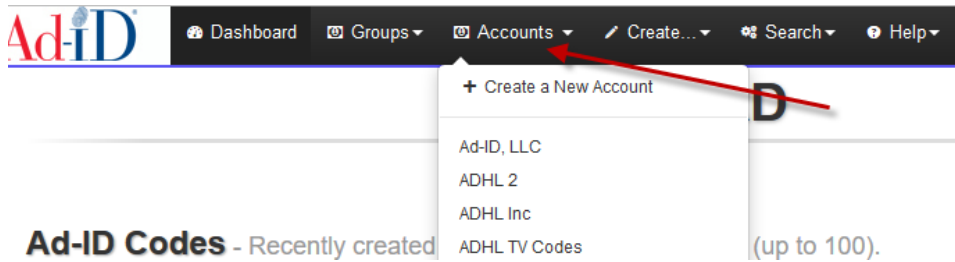 Ad-iD Dashboard Groups Accounts Create... Search Help
+ Create a New Account
D
Ad-ID, LLC
ADHL 2
ADHL Inc
ADHL TV Codes
Ad-ID Codes - Recently created (up to 100).